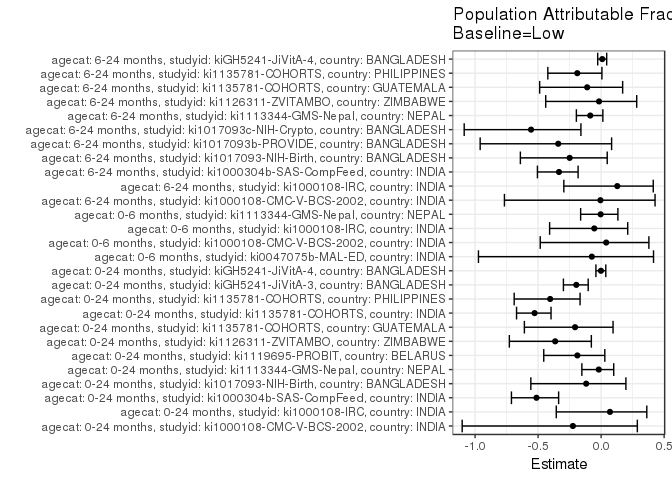 Population Attributable Frac
Baseline=Low
agecat: 6-24 months, studyid: kiGH5241-JiVitA-4, country: BANGLADESH
agecat: 6-24 months, studyid: ki1135781-COHORTS, country: PHILIPPINES
agecat: 6-24 months, studyid: ki1135781-COHORTS, country: GUATEMALA
agecat: 6-24 months, studyid: ki1126311-ZVITAMBO, country: ZIMBABWE
agecat: 6-24 months, studyid: ki1113344-GMS-Nepal, country: NEPAL
agecat: 6-24 months, studyid: ki1017093c-NIH-Crypto, country: BANGLADESH
agecat: 6-24 months, studyid: ki1017093b-PROVIDE, country: BANGLADESH
agecat: 6-24 months, studyid: ki1017093-NIH-Birth, country: BANGLADESH
agecat: 6-24 months, studyid: ki1000304b-SAS-CompFeed, country: INDIA
agecat: 6-24 months, studyid: ki1000108-IRC, country: INDIA
agecat: 6-24 months, studyid: ki1000108-CMC-V-BCS-2002, country: INDIA
agecat: 0-6 months, studyid: ki1113344-GMS-Nepal, country: NEPAL
agecat: 0-6 months, studyid: ki1000108-IRC, country: INDIA
agecat: 0-6 months, studyid: ki1000108-CMC-V-BCS-2002, country: INDIA
agecat: 0-6 months, studyid: ki0047075b-MAL-ED, country: INDIA
agecat: 0-24 months, studyid: kiGH5241-JiVitA-4, country: BANGLADESH
agecat: 0-24 months, studyid: kiGH5241-JiVitA-3, country: BANGLADESH
agecat: 0-24 months, studyid: ki1135781-COHORTS, country: PHILIPPINES
agecat: 0-24 months, studyid: ki1135781-COHORTS, country: INDIA
agecat: 0-24 months, studyid: ki1135781-COHORTS, country: GUATEMALA
agecat: 0-24 months, studyid: ki1126311-ZVITAMBO, country: ZIMBABWE
agecat: 0-24 months, studyid: ki1119695-PROBIT, country: BELARUS
agecat: 0-24 months, studyid: ki1113344-GMS-Nepal, country: NEPAL
agecat: 0-24 months, studyid: ki1017093-NIH-Birth, country: BANGLADESH
agecat: 0-24 months, studyid: ki1000304b-SAS-CompFeed, country: INDIA
agecat: 0-24 months, studyid: ki1000108-IRC, country: INDIA
agecat: 0-24 months, studyid: ki1000108-CMC-V-BCS-2002, country: INDIA
-1.0 -0.5 0.0 0.5
Estimate